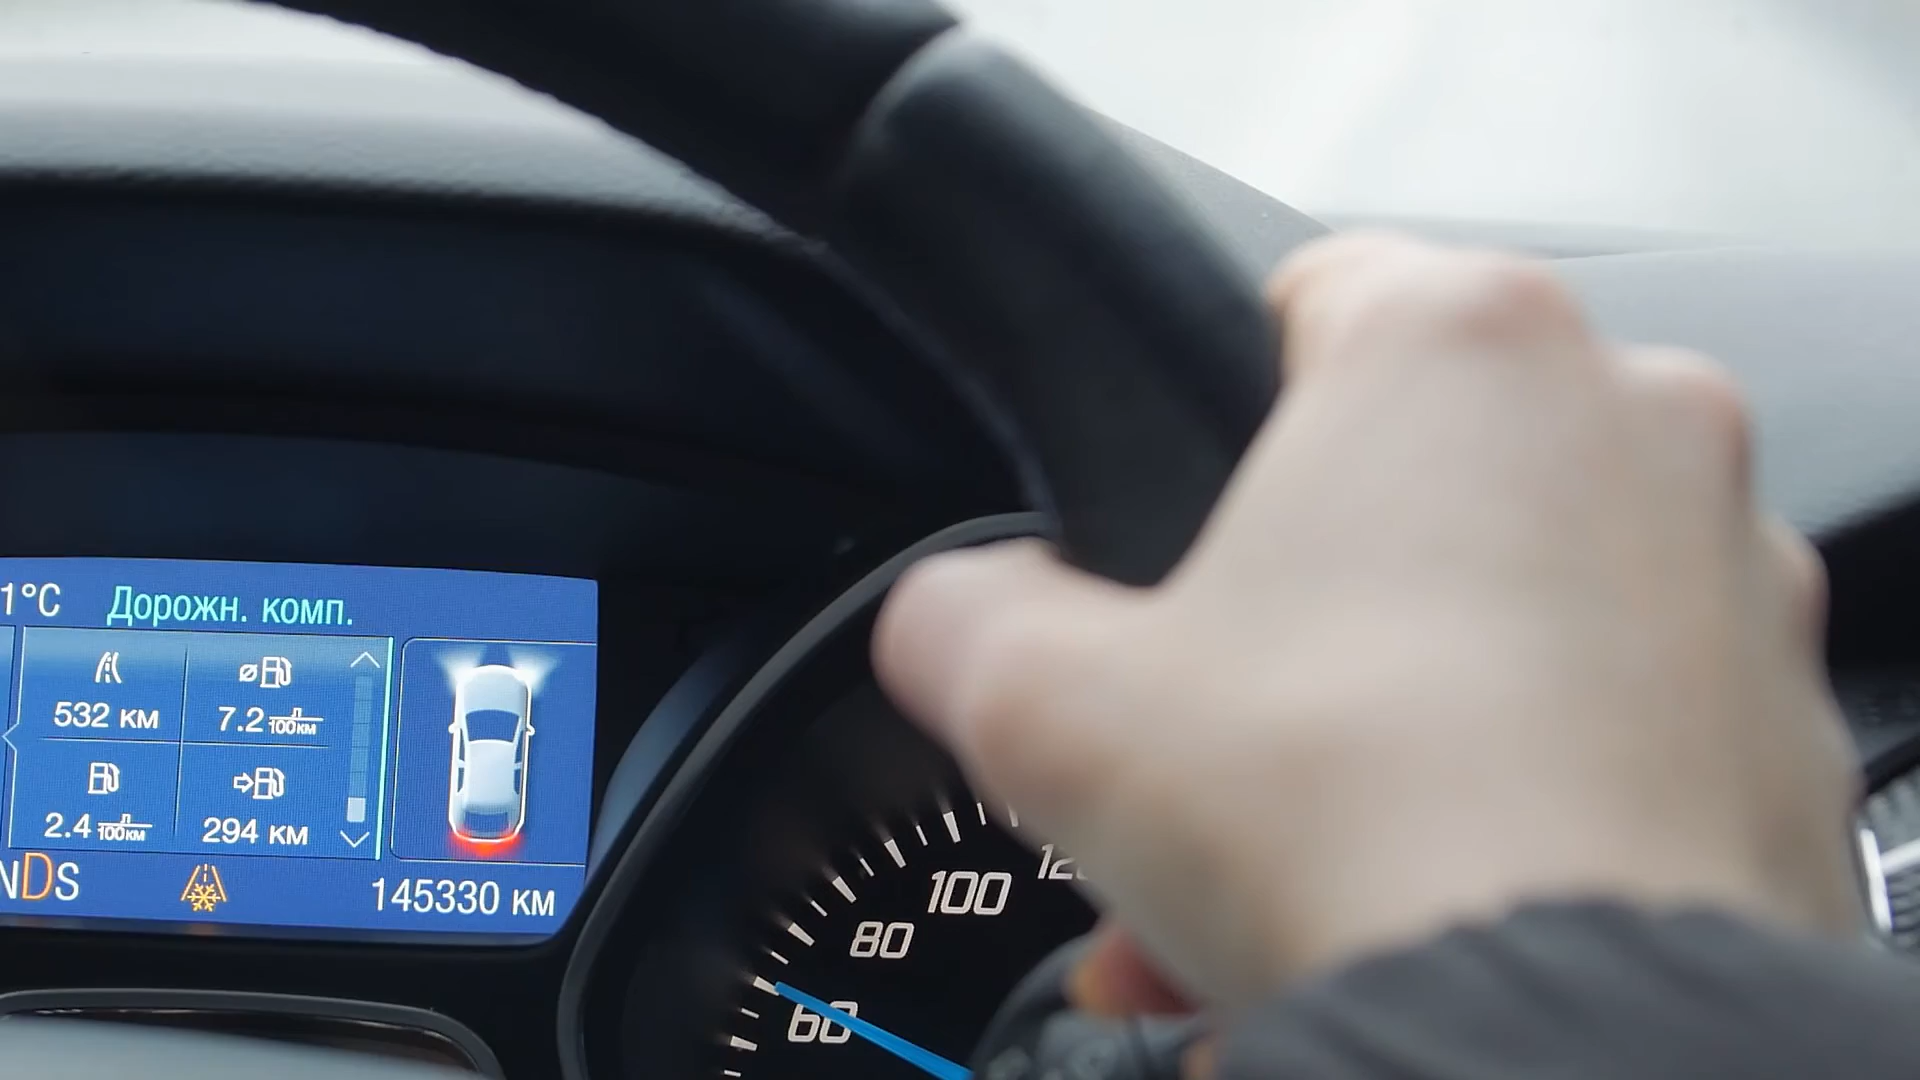 1°C Дорожн. комп.
532 км
7.2 100км
2.4 100км
294 км
NDS
145330 км
100
80
60